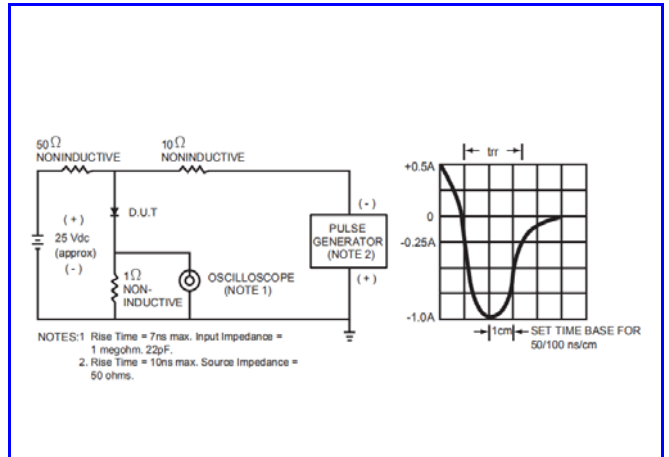 50Ω
NONINDUCTIVE
10Ω
NONINDUCTIVE
(+)
25 Vdc
(approx)
(-)
D.U.T
1Ω
NON-
INDUCTIVE
OSCILLOSCOPE
(NOTE 1)
(-)
PULSE
GENERATOR
(NOTE 2)
(+)
trr
+0.5A
0
-0.25A
-1.0A
1cm
SET TIME BASE FOR
50/100 ns/cm
NOTES:1 Rise Time = 7ns max. Input Impedance =
1 megohm. 22pF.
2. Rise Time = 10ns max. Source Impedance =
50 ohms.